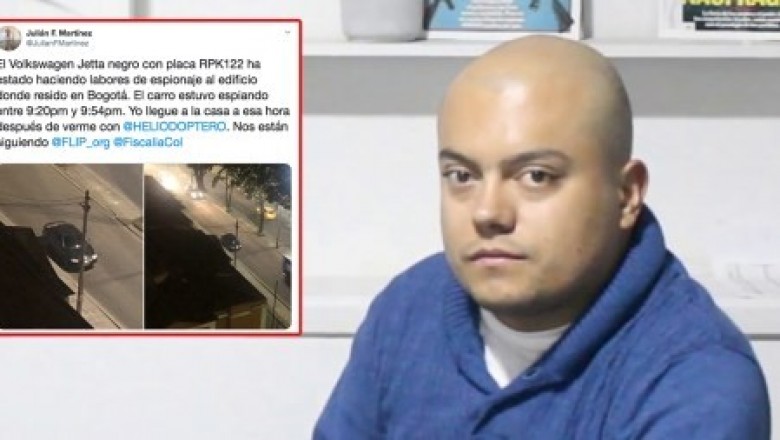 Julián F. Martínez
@JulianFMartinez
El Volkswagen Jetta negro con placa RPK122 ha
estado haciendo labores de espionaje al edificio
donde resido en Bogotá. El carro estuvo espiando
entre 9:20pm y 9:54pm. Yo llegue a la casa a esa hora
después de verme con @HELIODOPTERO. Nos están
siguiendo @FLIP_org @FiscaliaCol